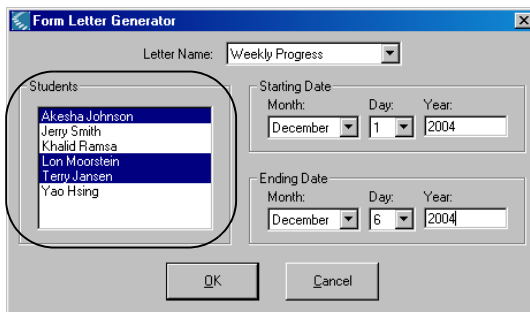 Form Letter Generator
Letter Name: Weekly Progress
Students
Akesha Johnson
Jerry Smith
Khalid Ramsa
Lon Moorstein
Terry Jansen
Yao Hsing
Starting Date
Month: Day: Year:
December 1 2004
Ending Date
Month: Day: Year:
December 6 2004
OK Cancel